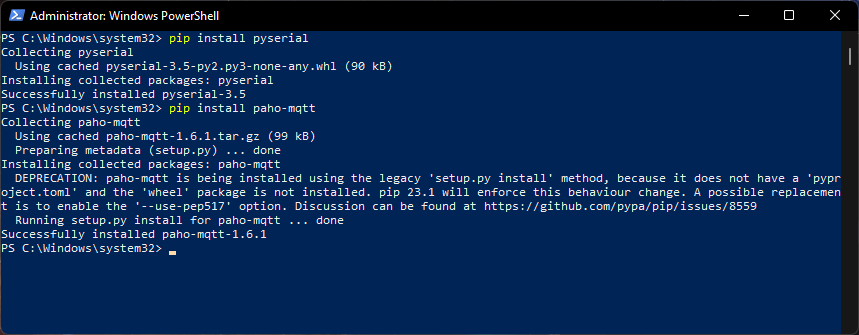 Administrator: Windows PowerShell
PS C:\Windows\system32> pip install pyserial
Collecting pyserial
  Using cached pyserial-3.5-py2.py3-none-any.whl (90 kB)
Installing collected packages: pyserial
Successfully installed pyserial-3.5
PS C:\Windows\system32> pip install paho-mqtt
Collecting paho-mqtt
  Using cached paho-mqtt-1.6.1.tar.gz (99 kB)
  Preparing metadata (setup.py) ... done
Installing collected packages: paho-mqtt
  DEPRECATION: paho-mqtt is being installed using the legacy 'setup.py install' method, because it does not have a 'pypr
oject.toml' and the 'wheel' package is not installed. pip 23.1 will enforce this behaviour change. A possible replacemen
t is to enable the '--use-pep517' option. Discussion can be found at https://github.com/pypa/pip/issues/8559
  Running setup.py install for paho-mqtt ... done
Successfully installed paho-mqtt-1.6.1
PS C:\Windows\system32>